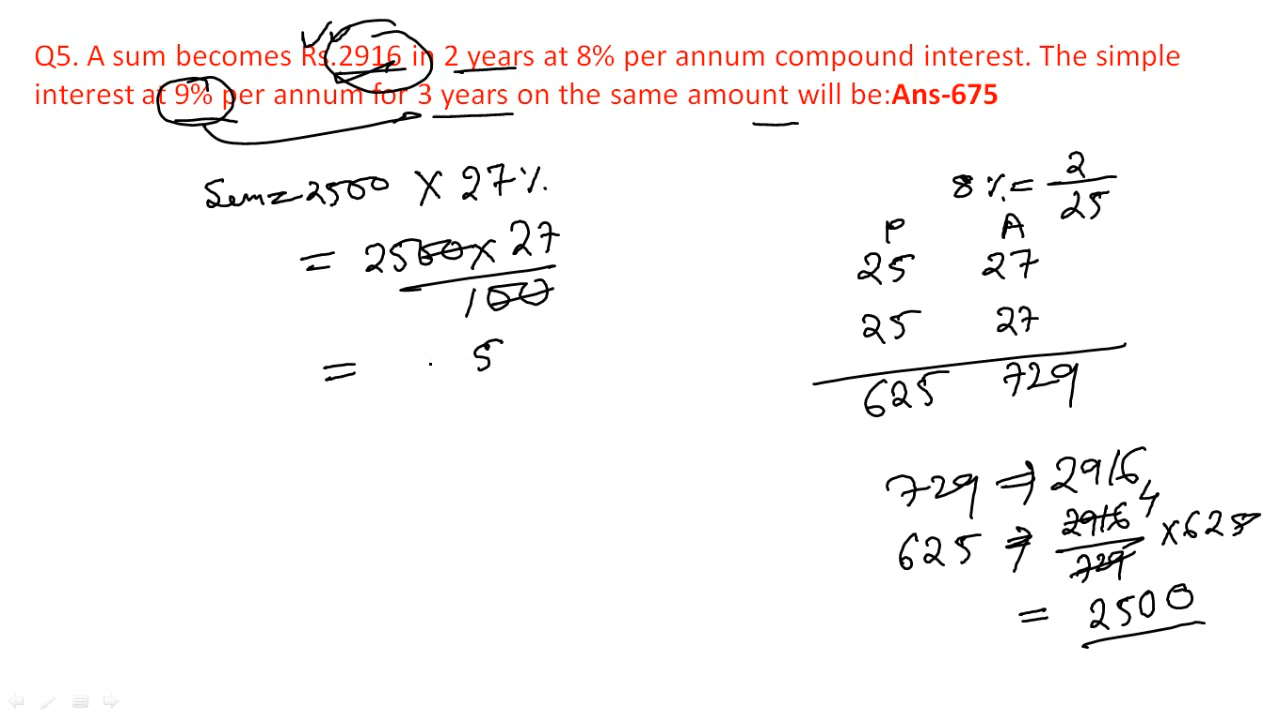 Q5. A sum becomes Rs.2916 in 2 years at 8% per annum compound interest. The simple
interest at 9% per annum for 3 years on the same amount will be:Ans-675
Sum=2500 X 27%
= 2500 x 27
100
= . 5
8%= 2
25
P A
25 27
25 27
625 729
729 ⇒ 2916
4
625 ⇒ 2916 x 625
729
= 2500